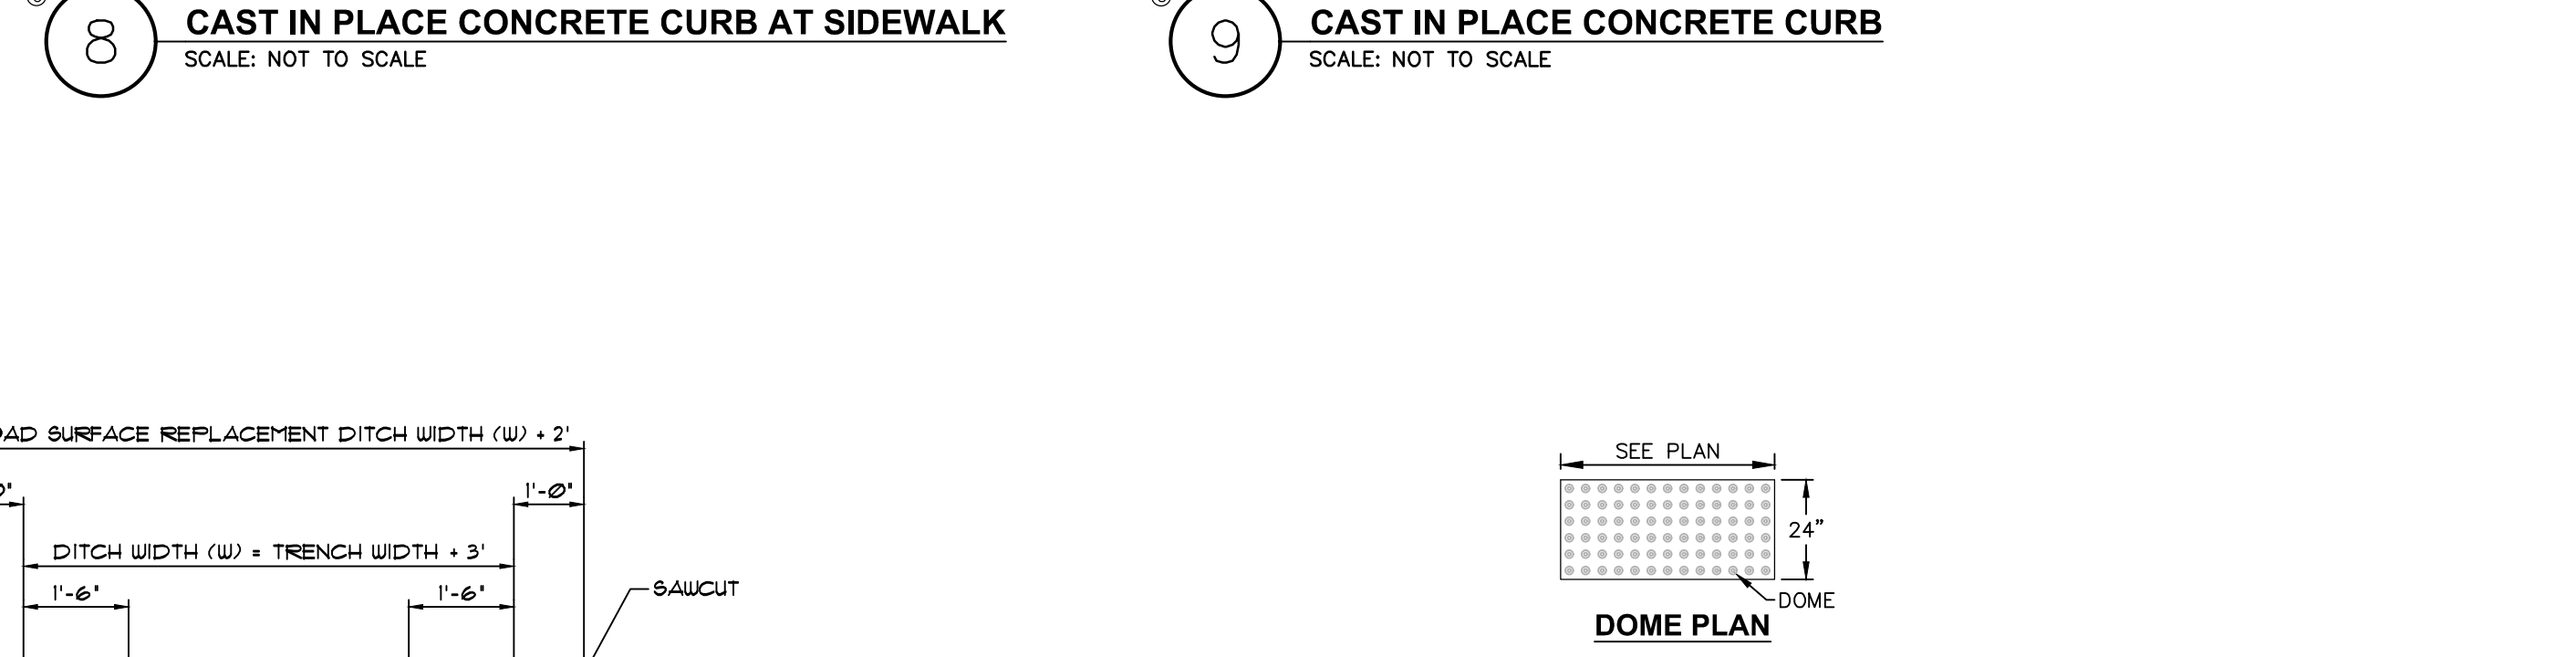 8
CAST IN PLACE CONCRETE CURB AT SIDEWALK
SCALE: NOT TO SCALE
9
CAST IN PLACE CONCRETE CURB
SCALE: NOT TO SCALE
SURFACE REPLACEMENT DITCH WIDTH (W) + 2'
1'-0"
DITCH WIDTH (W) = TRENCH WIDTH + 3'
1'-6"
1'-6"
SAWCUT
SEE PLAN
24"
DOME
DOME PLAN